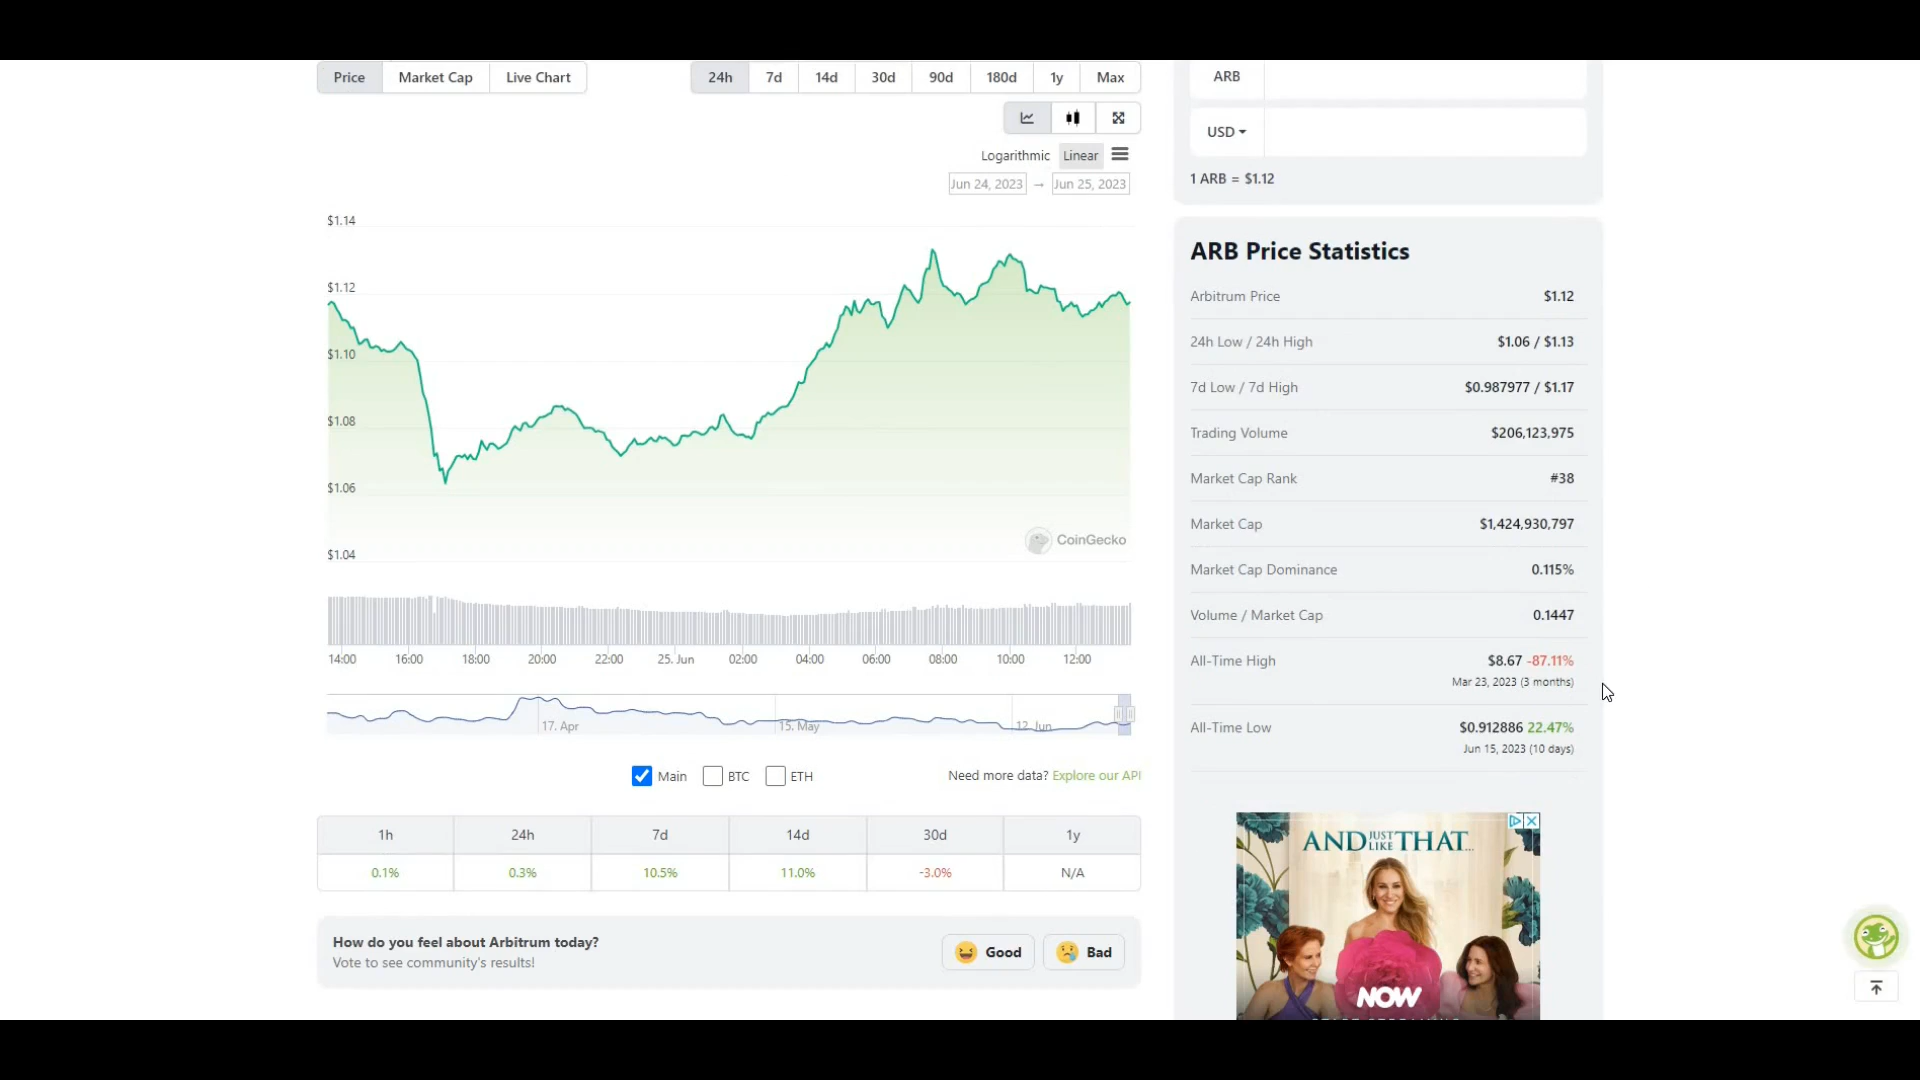 Price Market Cap Live Chart
24h 7d 14d 30d 90d 180d 1y Max
Logarithmic Linear
Jun 24, 2023 → Jun 25, 2023
$1.14
$1.12
$1.10
$1.08
$1.06
$1.04
CoinGecko
14:00 16:00 18:00 20:00 22:00 25. Jun 02:00 04:00 06:00 08:00 10:00 12:00
17. Apr 15. May 12. Jun
Main BTC ETH
Need more data? Explore our API
1h 24h 7d 14d 30d 1y
0.1% 0.3% 10.5% 11.0% -3.0% N/A
How do you feel about Arbitrum today?
Vote to see community's results!
Good Bad
ARB
USD
1 ARB = $1.12
ARB Price Statistics
Arbitrum Price $1.12
24h Low / 24h High $1.06 / $1.13
7d Low / 7d High $0.987977 / $1.17
Trading Volume $206,123,975
Market Cap Rank #38
Market Cap $1,424,930,797
Market Cap Dominance 0.115%
Volume / Market Cap 0.1447
All-Time High $8.67 -87.11%
Mar 23, 2023 (3 months)
All-Time Low $0.912886 22.47%
Jun 15, 2023 (10 days)
AND JUST LIKE THAT...
NOW